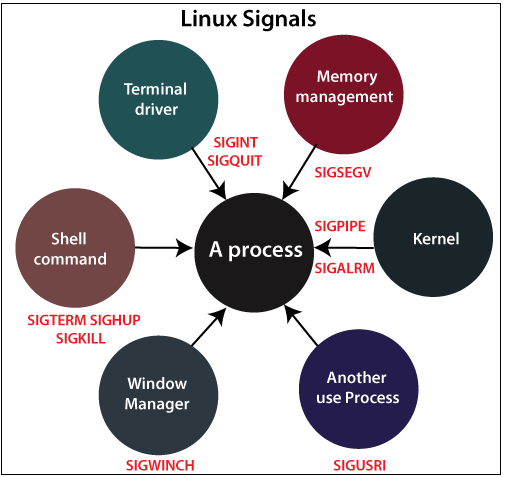 Linux Signals
Terminal
driver
Memory
management
SIGINT
SIGQUIT
SIGSEGV
Shell
command
A process
SIGPIPE
SIGALRM
Kernel
SIGTERM SIGHUP
SIGKILL
Window
Manager
Another
use Process
SIGWINCH
SIGUSRI